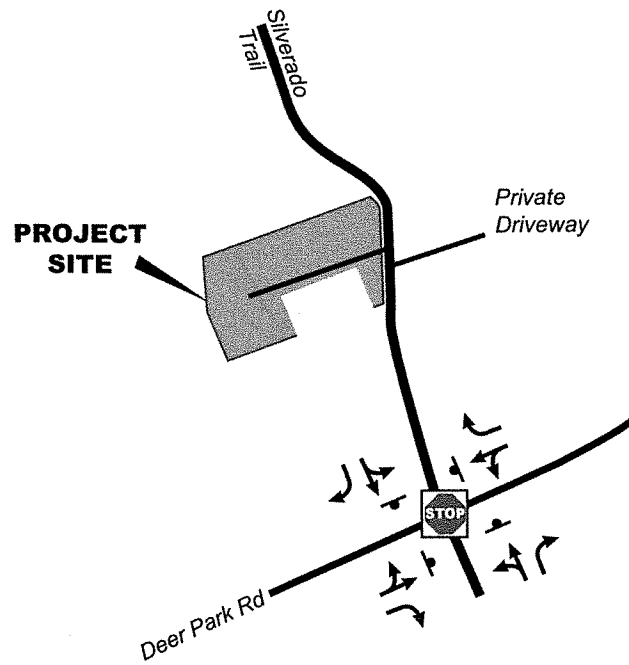 Silverado
Trail
Private
Driveway
PROJECT
SITE
STOP
Deer Park Rd